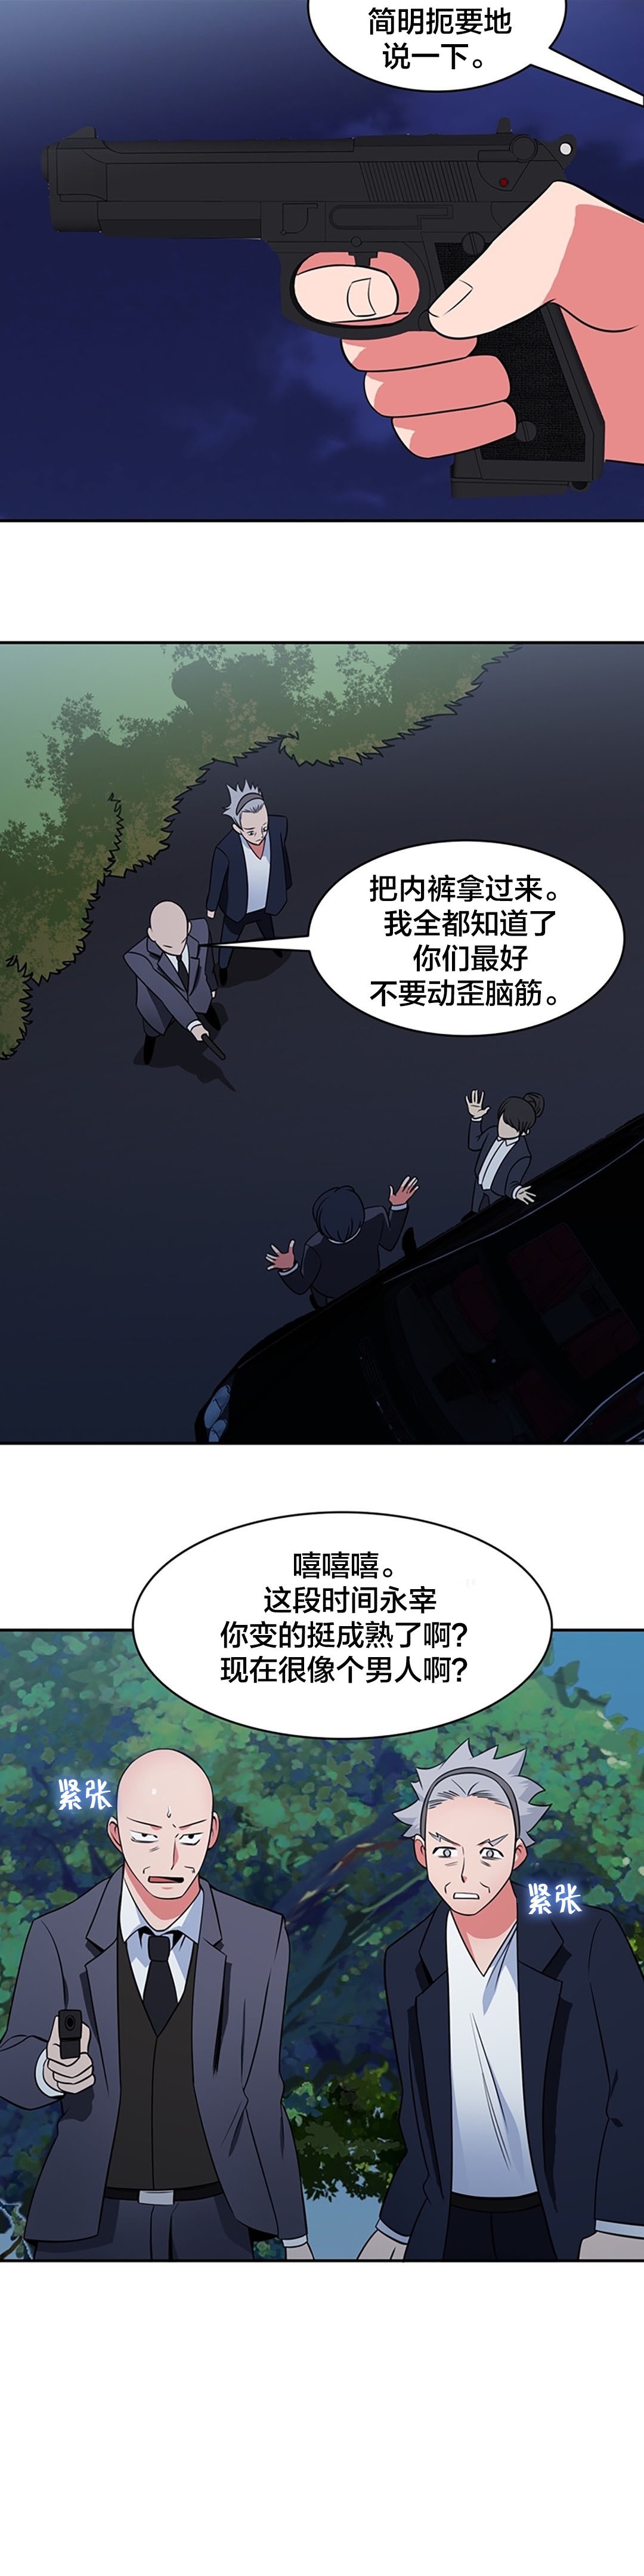 简明扼要地
说一下。
把内裤拿过来。
我全都知道了
你们最好
不要动歪脑筋。
嘻嘻嘻。
这段时间永宰
你变的挺成熟了啊?
现在很像个男人啊?
紧张
紧张